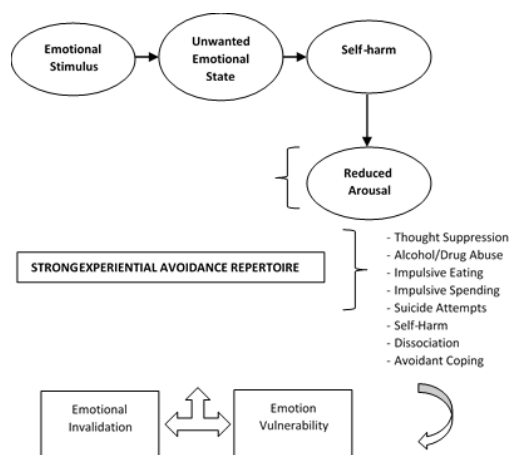 Emotional
Stimulus
Unwanted
Emotional
State
Self-harm
Reduced
Arousal
STRONGEXPERIENTIAL AVOIDANCE REPERTOIRE
- Thought Suppression
- Alcohol/Drug Abuse
- Impulsive Eating
- Impulsive Spending
- Suicide Attempts
- Self-Harm
- Dissociation
- Avoidant Coping
Emotional
Invalidation
Emotion
Vulnerability